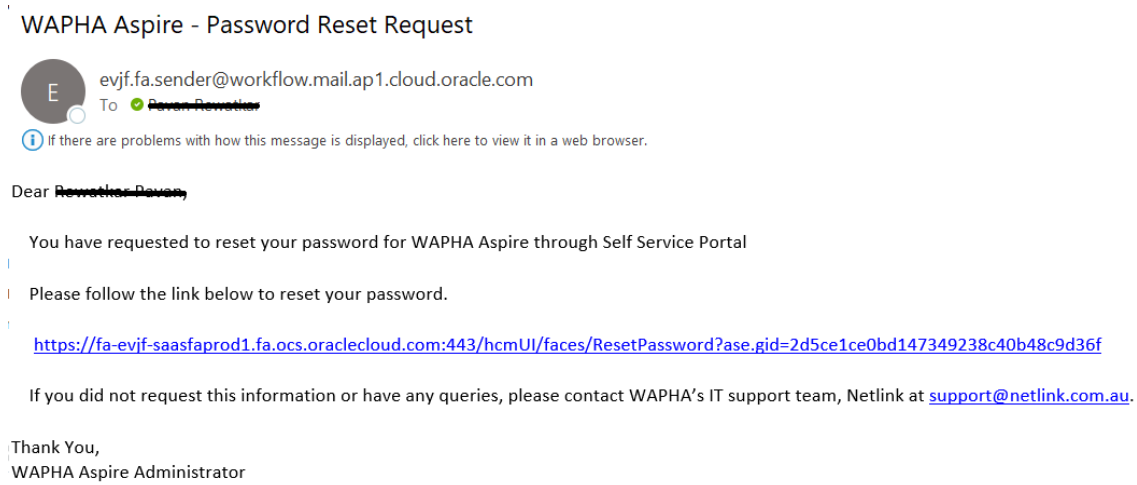 WAPHA Aspire - Password Reset Request
E
evjf.fa.sender@workflow.mail.ap1.cloud.oracle.com
To
If there are problems with how this message is displayed, click here to view it in a web browser.
Dear
You have requested to reset your password for WAPHA Aspire through Self Service Portal
Please follow the link below to reset your password.
https://fa-evjf-saasfaprod1.fa.ocs.oraclecloud.com:443/hcmUI/faces/ResetPassword?ase.gid=2d5ce1ce0bd147349238c40b48c9d36f
If you did not request this information or have any queries, please contact WAPHA's IT support team, Netlink at support@netlink.com.au.
Thank You,
WAPHA Aspire Administrator